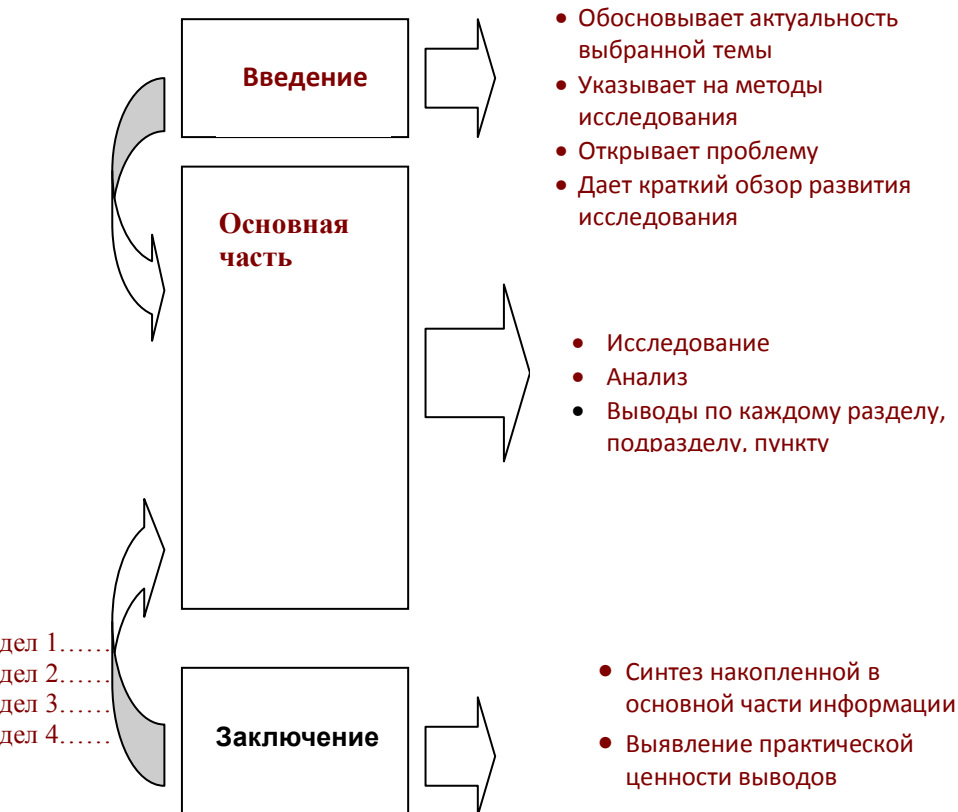 Введение
• Обосновывает актуальность
выбранной темы
• Указывает на методы
исследования
• Открывает проблему
• Дает краткий обзор развития
исследования
Основная
часть
• Исследование
• Анализ
• Выводы по каждому разделу,
подразделу, пункту
дел 1……
дел 2……
дел 3……
дел 4……
Заключение
• Синтез накопленной в
основной части информации
• Выявление практической
ценности выводов